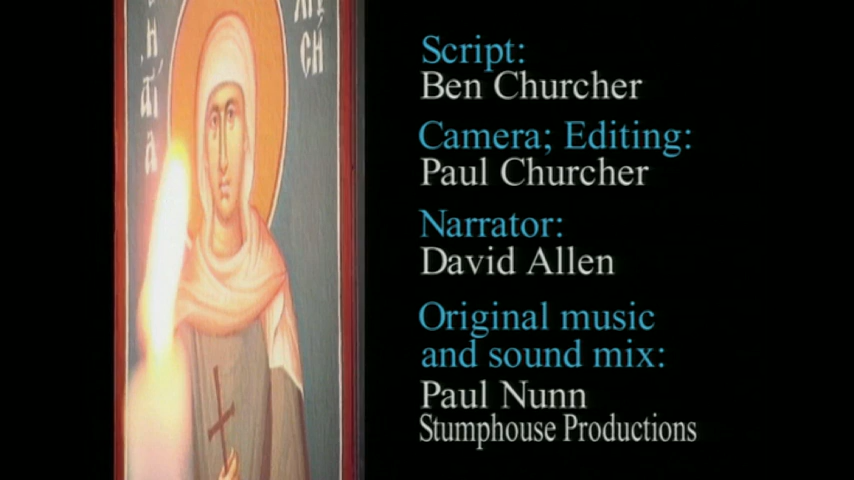 Script:
Ben Churcher
Camera; Editing:
Paul Churcher
Narrator:
David Allen
Original music
and sound mix:
Paul Nunn
Stumphouse Productions